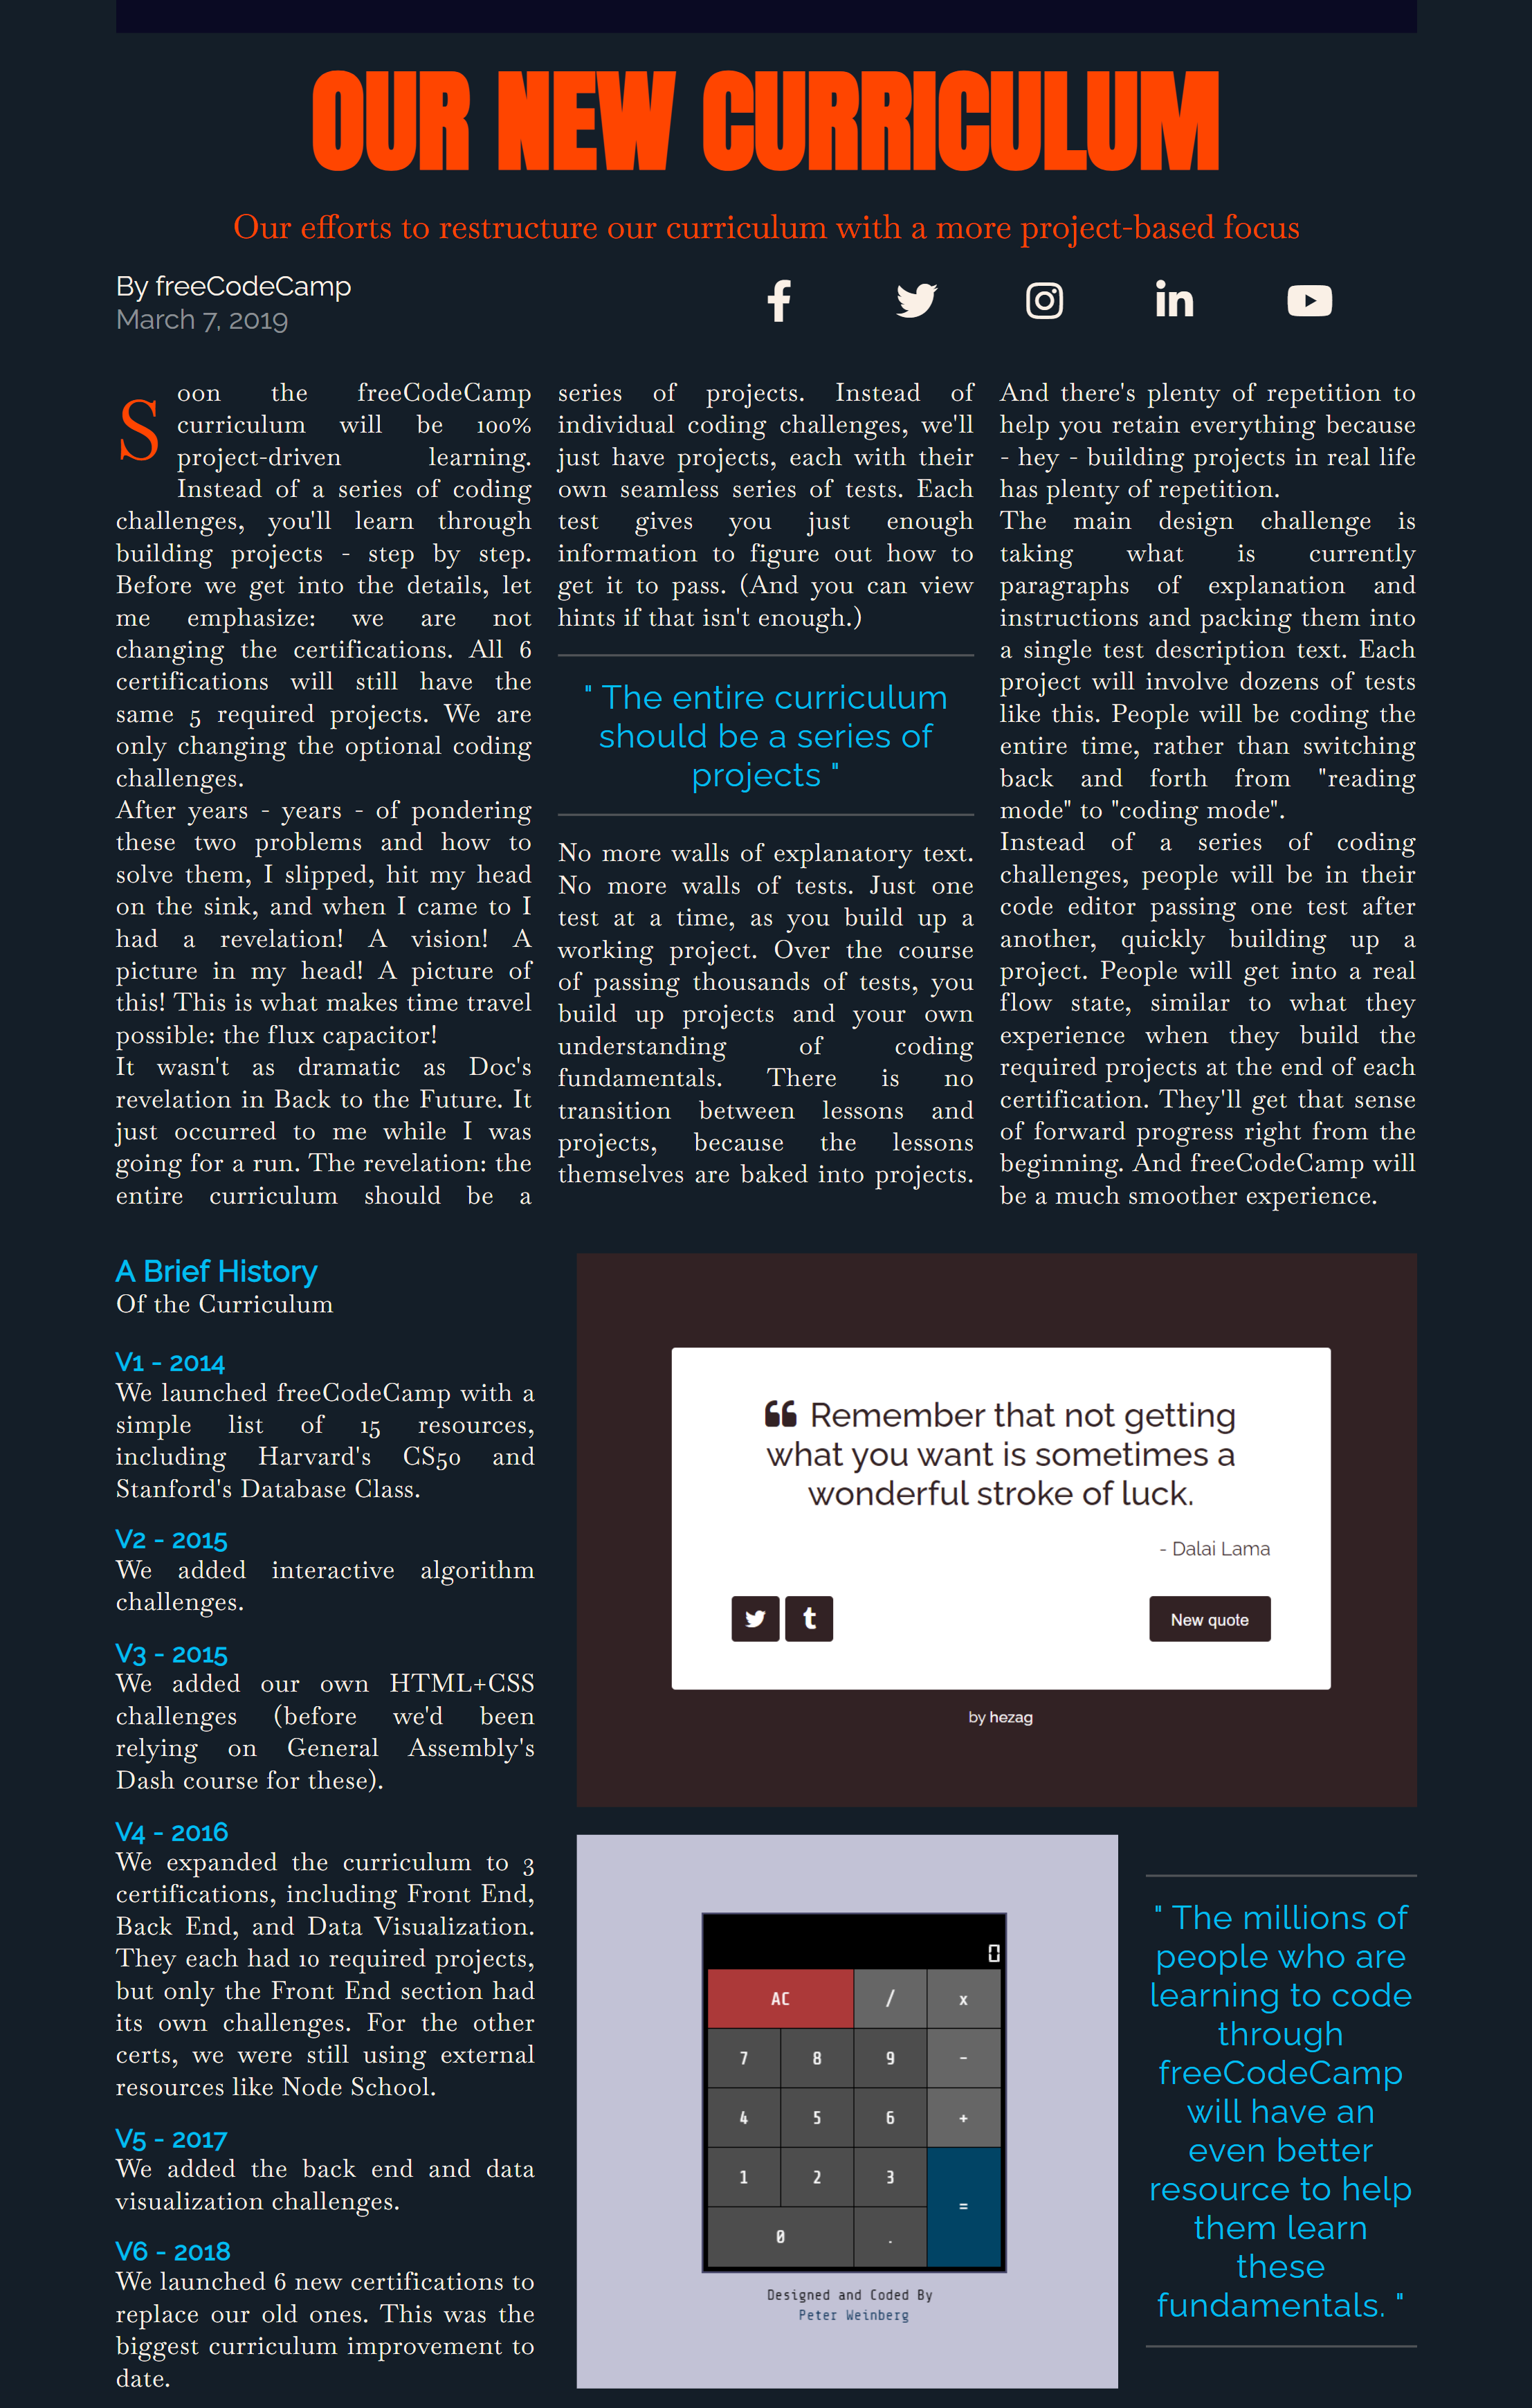 OUR NEW CURRICULUM
Our efforts to restructure our curriculum with a more project-based focus
By freeCodeCamp
March 7, 2019
Soon the freeCodeCamp
curriculum will be 100%
project-driven learning.
Instead of a series of coding
challenges, you'll learn through
building projects - step by step.
Before we get into the details, let
me emphasize: we are not
changing the certifications. All 6
certifications will still have the
same 5 required projects. We are
only changing the optional coding
challenges.
After years - years - of pondering
these two problems and how to
solve them, I slipped, hit my head
on the sink, and when I came to I
had a revelation! A vision! A
picture in my head! A picture of
this! This is what makes time travel
possible: the flux capacitor!
It wasn't as dramatic as Doc's
revelation in Back to the Future. It
just occurred to me while I was
going for a run. The revelation: the
entire curriculum should be a
series of projects. Instead of
individual coding challenges, we'll
just have projects, each with their
own seamless series of tests. Each
test gives you just enough
information to figure out how to
get it to pass. (And you can view
hints if that isn't enough.)
" The entire curriculum
should be a series of
projects "
No more walls of explanatory text.
No more walls of tests. Just one
test at a time, as you build up a
working project. Over the course
of passing thousands of tests, you
build up projects and your own
understanding of coding
fundamentals. There is no
transition between lessons and
projects, because the lessons
themselves are baked into projects.
And there's plenty of repetition to
help you retain everything because
- hey - building projects in real life
has plenty of repetition.
The main design challenge is
taking what is currently
paragraphs of explanation and
instructions and packing them into
a single test description text. Each
project will involve dozens of tests
like this. People will be coding the
entire time, rather than switching
back and forth from "reading
mode" to "coding mode".
Instead of a series of coding
challenges, people will be in their
code editor passing one test after
another, quickly building up a
project. People will get into a real
flow state, similar to what they
experience when they build the
required projects at the end of each
certification. They'll get that sense
of forward progress right from the
beginning. And freeCodeCamp will
be a much smoother experience.
A Brief History
Of the Curriculum
V1 - 2014
We launched freeCodeCamp with a
simple list of 15 resources,
including Harvard's CS50 and
Stanford's Database Class.
V2 - 2015
We added interactive algorithm
challenges.
V3 - 2015
We added our own HTML+CSS
challenges (before we'd been
relying on General Assembly's
Dash course for these).
V4 - 2016
We expanded the curriculum to 3
certifications, including Front End,
Back End, and Data Visualization.
They each had 10 required projects,
but only the Front End section had
its own challenges. For the other
certs, we were still using external
resources like Node School.
V5 - 2017
We added the back end and data
visualization challenges.
V6 - 2018
We launched 6 new certifications to
replace our old ones. This was the
biggest curriculum improvement to
date.
“ Remember that not getting
what you want is sometimes a
wonderful stroke of luck.
- Dalai Lama
New quote
by hezag
0
AC / x
7 8 9 -
4 5 6 +
1 2 3
=
0 .
Designed and Coded By
Peter Weinberg
" The millions of
people who are
learning to code
through
freeCodeCamp
will have an
even better
resource to help
them learn
these
fundamentals. "